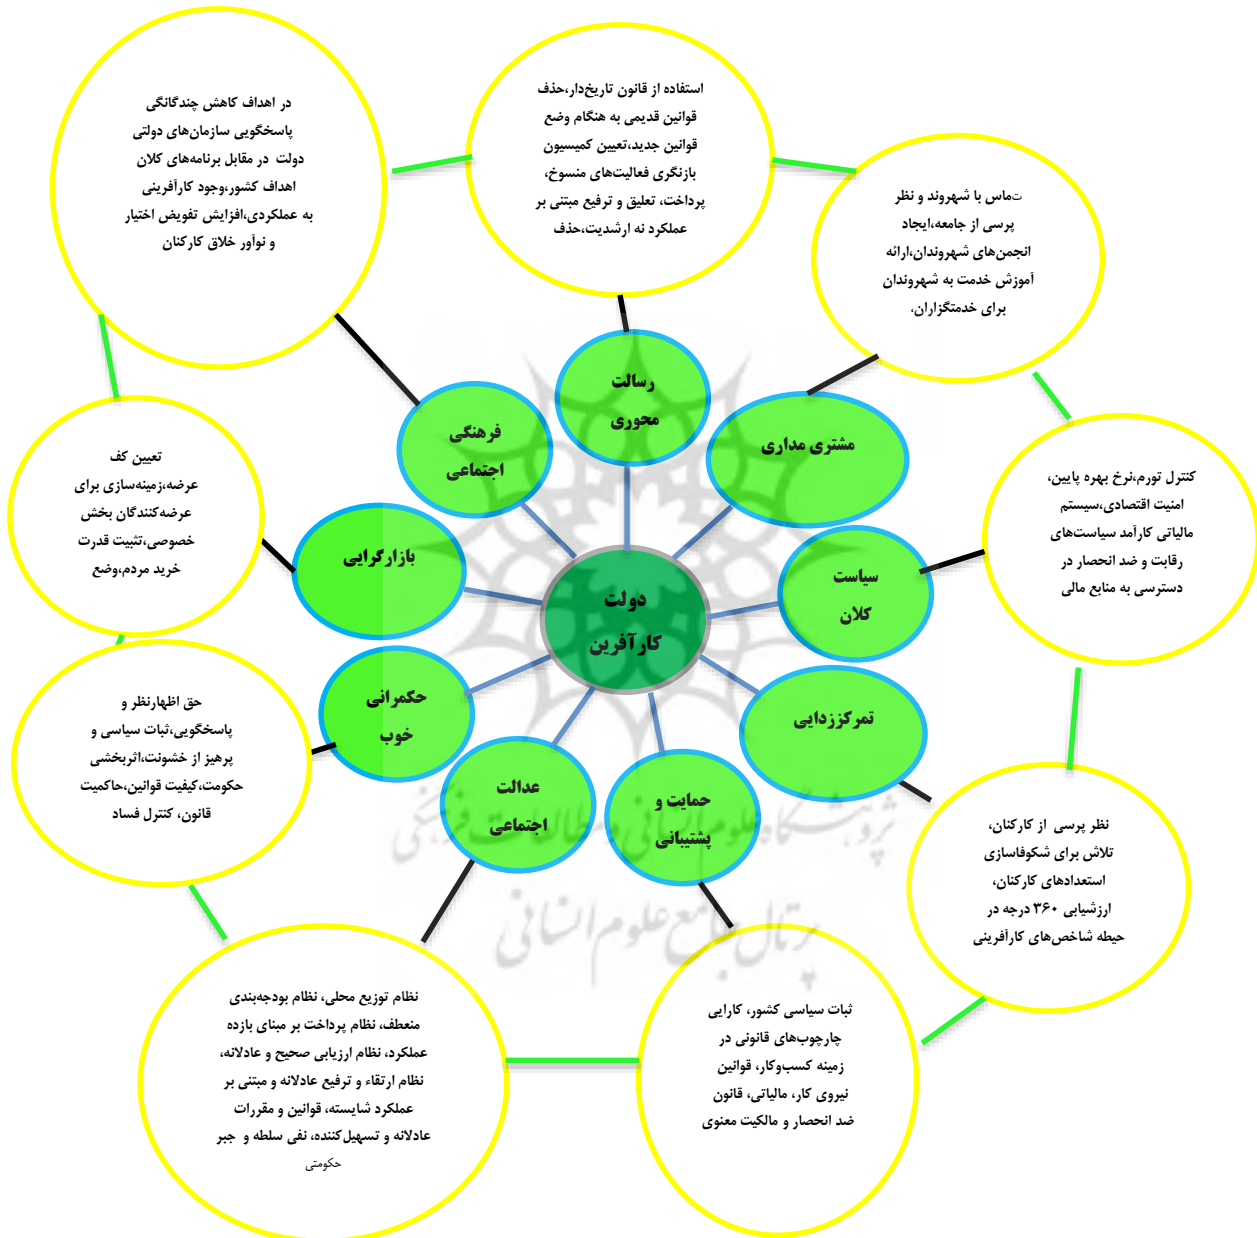 در اهداف کاهش چندگانگی
پاسخگویی سازمان‌های دولتی
دولت در مقابل برنامه‌های کلان
اهداف کشور،وجود کارآفرینی
به عملکردی،افزایش تفویض اختیار
و نوآور خلاق کارکنان
استفاده از قانون تاریخ‌دار،حذف
قوانین قدیمی به هنگام وضع
قوانین جدید،تعیین کمیسیون
بازنگری فعالیت‌های منسوخ،
پرداخت، تعلیق و ترفیع مبتنی بر
عملکرد نه ارشدیت،حذف
تماس با شهروند و نظر
پرسی از جامعه،ایجاد
انجمن‌های شهروندان،ارائه
آموزش خدمت به شهروندان
برای خدمتگزاران،
کنترل تورم،نرخ بهره پایین،
امنیت اقتصادی،سیستم
مالیاتی کارآمد سیاست‌های
رقابت و ضد انحصار در
دسترسی به منابع مالی
نظر پرسی از کارکنان،
تلاش برای شکوفاسازی
استعدادهای کارکنان،
ارزشیابی ۳۶۰ درجه در
حیطه شاخص‌های کارآفرینی
ثبات سیاسی کشور، کارایی
چارچوب‌های قانونی در
زمینه کسب‌وکار، قوانین
نیروی کار، مالیاتی، قانون
ضد انحصار و مالکیت معنوی
نظام توزیع محلی، نظام بودجه‌بندی
منعطف، نظام پرداخت بر مبنای بازده
عملکرد، نظام ارزیابی صحیح و عادلانه،
نظام ارتقاء و ترفیع عادلانه و مبتنی بر
عملکرد شایسته، قوانین و مقررات
عادلانه و تسهیل‌کننده، نفی سلطه و جبر
حکومتی
حق اظهارنظر و
پاسخگویی،ثبات سیاسی و
پرهیز از خشونت،اثربخشی
حکومت،کیفیت قوانین،حاکمیت
قانون، کنترل فساد
تعیین کف
عرضه،زمینه‌سازی برای
عرضه‌کنندگان بخش
خصوصی،تثبیت قدرت
خرید مردم،وضع
رسالت
محوری
مشتری مداری
سیاست
کلان
تمرکززدایی
حمایت و
پشتیبانی
عدالت
اجتماعی
حکمرانی
خوب
بازارگرایی
فرهنگی
اجتماعی
دولت
کارآفرین
پژوهشگاه علوم انسانی و مطالعات فرهنگی
پرتال جامع علوم انسانی